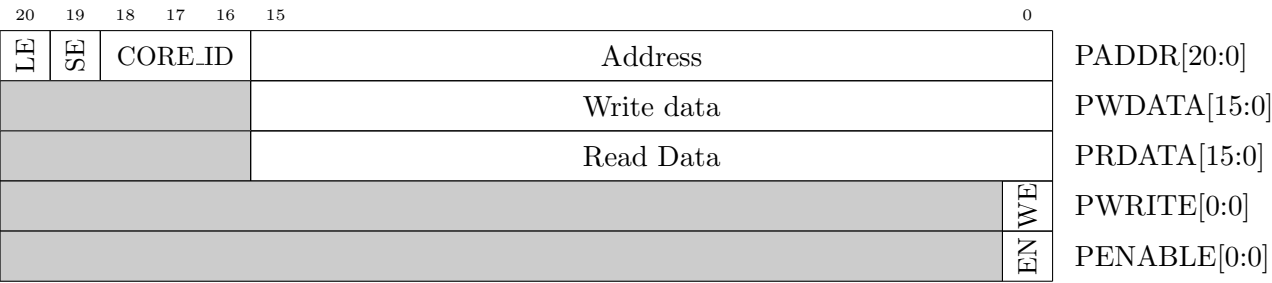 20 19 18 17 16 15 0
LE SE CORE_ID Address PADDR[20:0]
Write data PWDATA[15:0]
Read Data PRDATA[15:0]
WE PWRITE[0:0]
EN PENABLE[0:0]